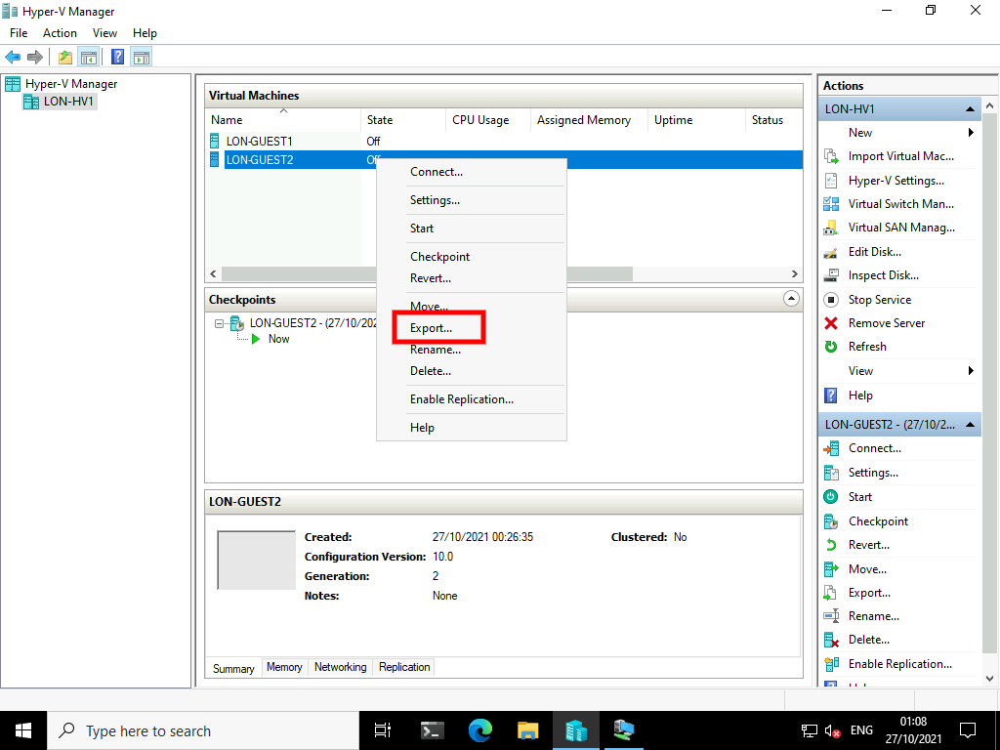 Hyper-V Manager
File Action View Help
Hyper-V Manager
LON-HV1
Virtual Machines
Name State CPU Usage Assigned Memory Uptime Status
LON-GUEST1 Off
LON-GUEST2 Off
Connect...
Settings...
Start
Checkpoint
Revert...
Move...
Export...
Rename...
Delete...
Enable Replication...
Help
Checkpoints
LON-GUEST2 - (27/10/202
Now
LON-GUEST2
Created: 27/10/2021 00:26:35 Clustered: No
Configuration Version: 10.0
Generation: 2
Notes: None
Summary Memory Networking Replication
Actions
LON-HV1
New
Import Virtual Mac...
Hyper-V Settings...
Virtual Switch Man...
Virtual SAN Manag...
Edit Disk...
Inspect Disk...
Stop Service
Remove Server
Refresh
View
Help
LON-GUEST2 - (27/10/2...
Connect...
Settings...
Start
Checkpoint
Revert...
Move...
Export...
Rename...
Delete...
Enable Replication...
Help
Type here to search
ENG
01:08
27/10/2021